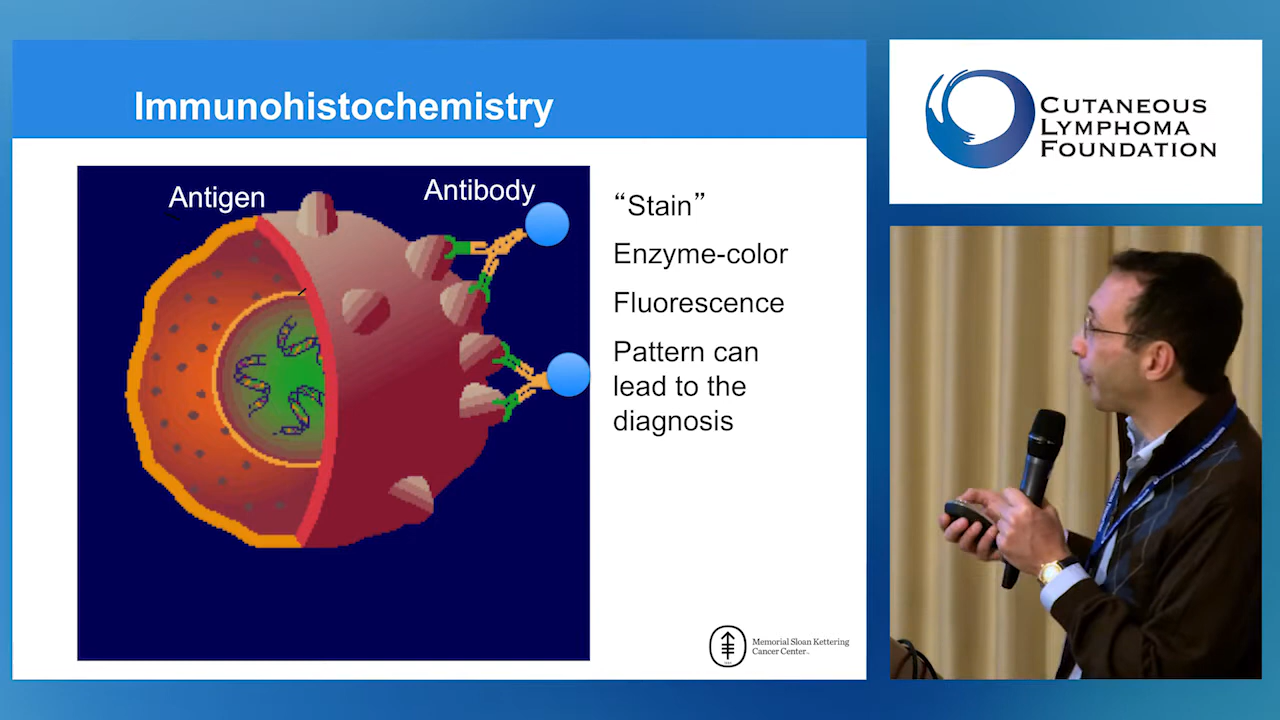 Immunohistochemistry
Antigen
Antibody
“Stain”
Enzyme-color
Fluorescence
Pattern can
lead to the
diagnosis
Memorial Sloan Kettering
Cancer Center
CUTANEOUS
LYMPHOMA
FOUNDATION